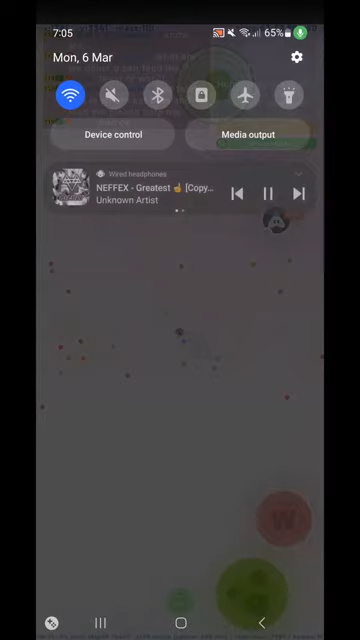 7:05
65%
Mon, 6 Mar
Device control
Media output
Wired headphones
NEFFEX - Greatest ☝ [Copy...
Unknown Artist
W